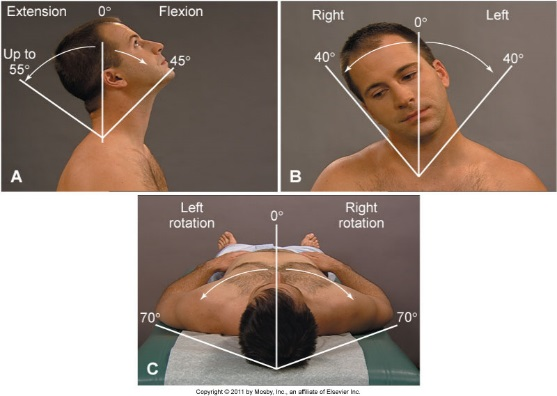 Extension 0° Flexion
Up to
55°
45°
A
Right 0° Left
40° 40°
B
Left
rotation
0°
Right
rotation
70° 70°
C
Copyright © 2011 by Mosby, Inc., an affiliate of Elsevier Inc.